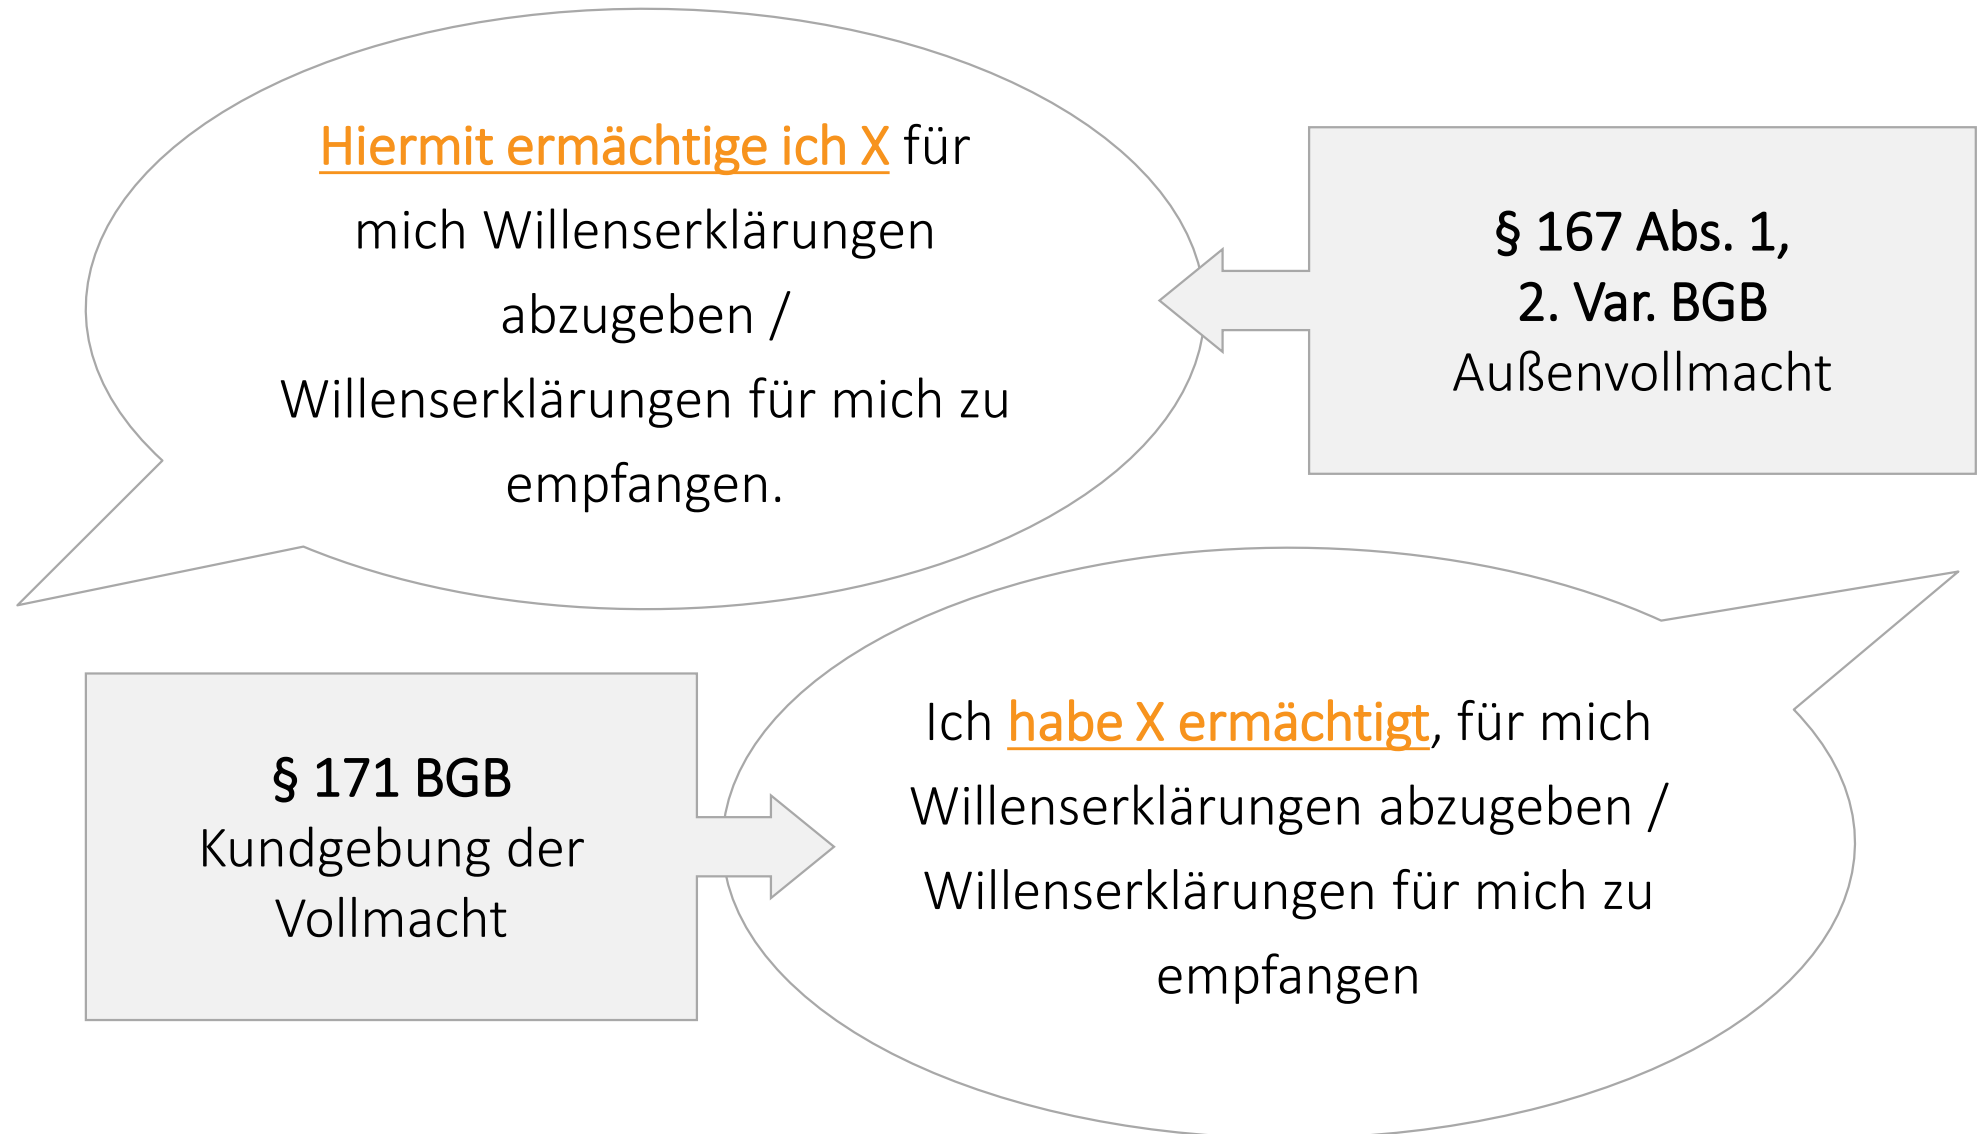 Hiermit ermächtige ich X für
mich Willenserklärungen
abzugeben /
Willenserklärungen für mich zu
empfangen.
§ 167 Abs. 1,
2. Var. BGB
Außenvollmacht
§ 171 BGB
Kundgebung der
Vollmacht
Ich habe X ermächtigt, für mich
Willenserklärungen abzugeben /
Willenserklärungen für mich zu
empfangen